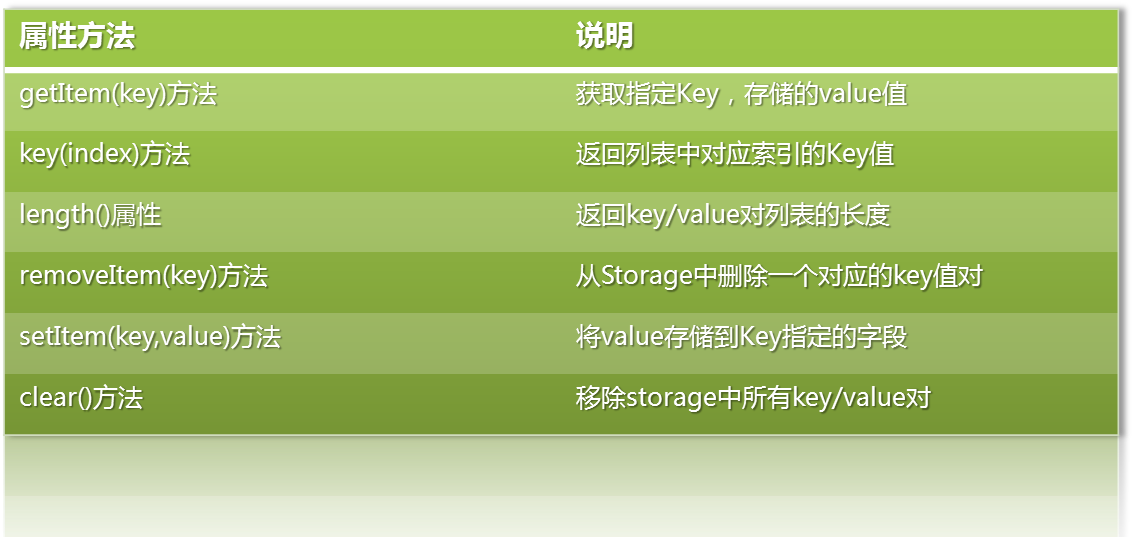 属性方法 说明
getItem(key)方法 获取指定Key，存储的value值
key(index)方法 返回列表中对应索引的Key值
length()属性 返回key/value对列表的长度
removeItem(key)方法 从Storage中删除一个对应的key值对
setItem(key,value)方法 将value存储到Key指定的字段
clear()方法 移除storage中所有key/value对